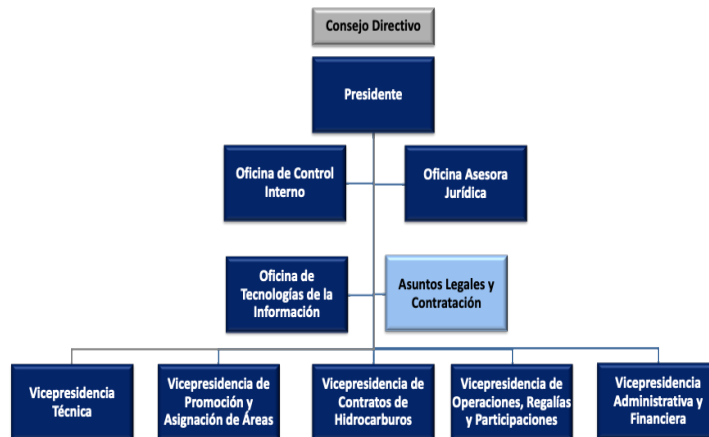 Consejo Directivo
Presidente
Oficina de Control
Interno
Oficina Asesora
Jurídica
Oficina de
Tecnologías de la
Información
Asuntos Legales y
Contratación
Vicepresidencia
Técnica
Vicepresidencia de
Promoción y
Asignación de Áreas
Vicepresidencia de
Contratos de
Hidrocarburos
Vicepresidencia de
Operaciones, Regalías
y Participaciones
Vicepresidencia
Administrativa y
Financiera